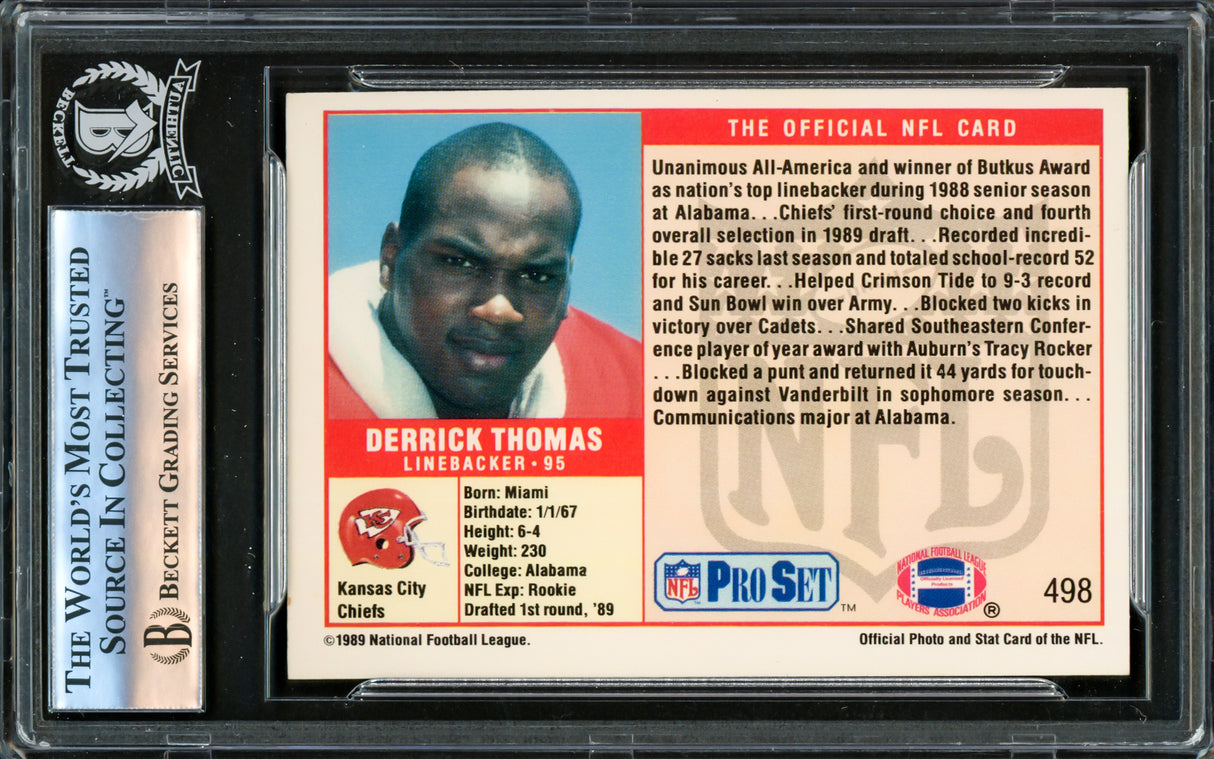 BECKETT
AUTHENTIC
B
THE WORLD'S MOST TRUSTED
SOURCE IN COLLECTING™
B BECKETT GRADING SERVICES
THE OFFICIAL NFL CARD
Unanimous All-America and winner of Butkus Award
as nation's top linebacker during 1988 senior season
at Alabama. . .Chiefs' first-round choice and fourth
overall selection in 1989 draft. . .Recorded incredi-
ble 27 sacks last season and totaled school-record 52
for his career. . .Helped Crimson Tide to 9-3 record
and Sun Bowl win over Army. . .Blocked two kicks in
victory over Cadets. . .Shared Southeastern Confer-
ence player of year award with Auburn's Tracy Rocker
. . .Blocked a punt and returned it 44 yards for touch-
down against Vanderbilt in sophomore season. . .
Communications major at Alabama.
NFL
DERRICK THOMAS
LINEBACKER • 95
KC
Kansas City
Chiefs
Born: Miami
Birthdate: 1/1/67
Height: 6-4
Weight: 230
College: Alabama
NFL Exp: Rookie
Drafted 1st round, '89
NFL PRO SET ™
NATIONAL FOOTBALL LEAGUE
Officially Licensed
Products
PLAYERS ASSOCIATION ®
498
©1989 National Football League.
Official Photo and Stat Card of the NFL.